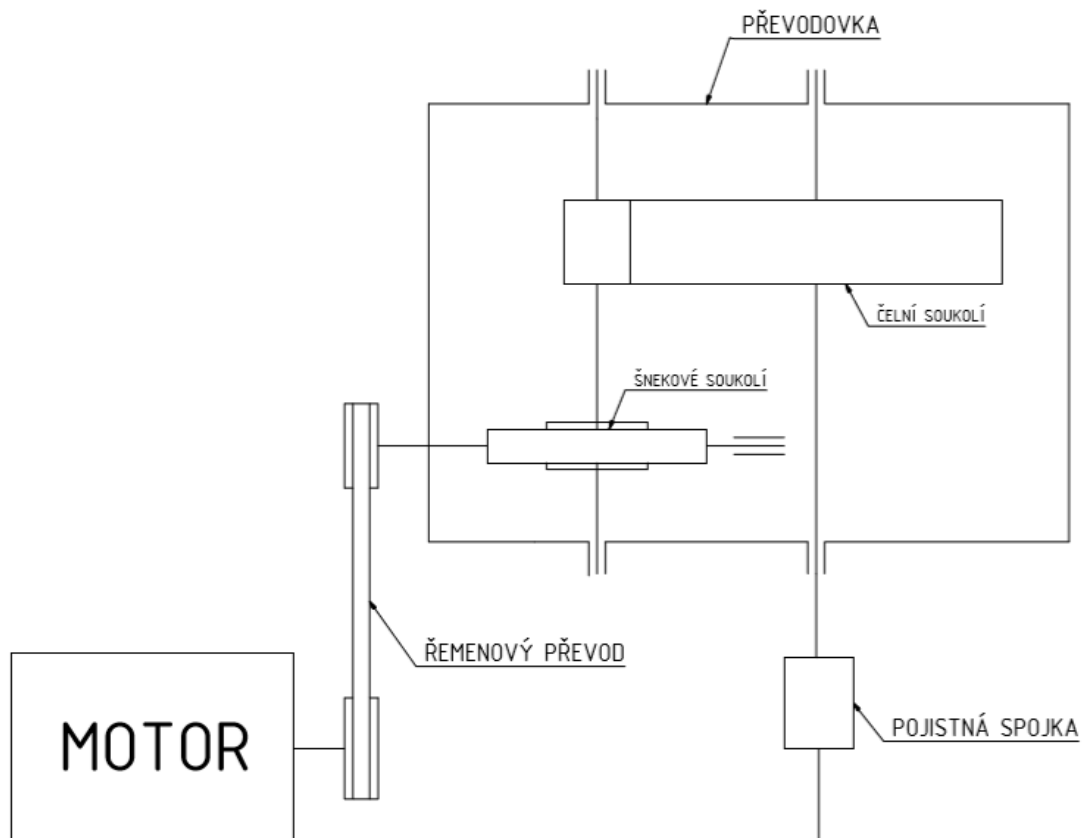 PŘEVODOVKA
ČELNÍ SOUKOLÍ
ŠNEKOVÉ SOUKOLÍ
ŘEMENOVÝ PŘEVOD
MOTOR
POJISTNÁ SPOJKA